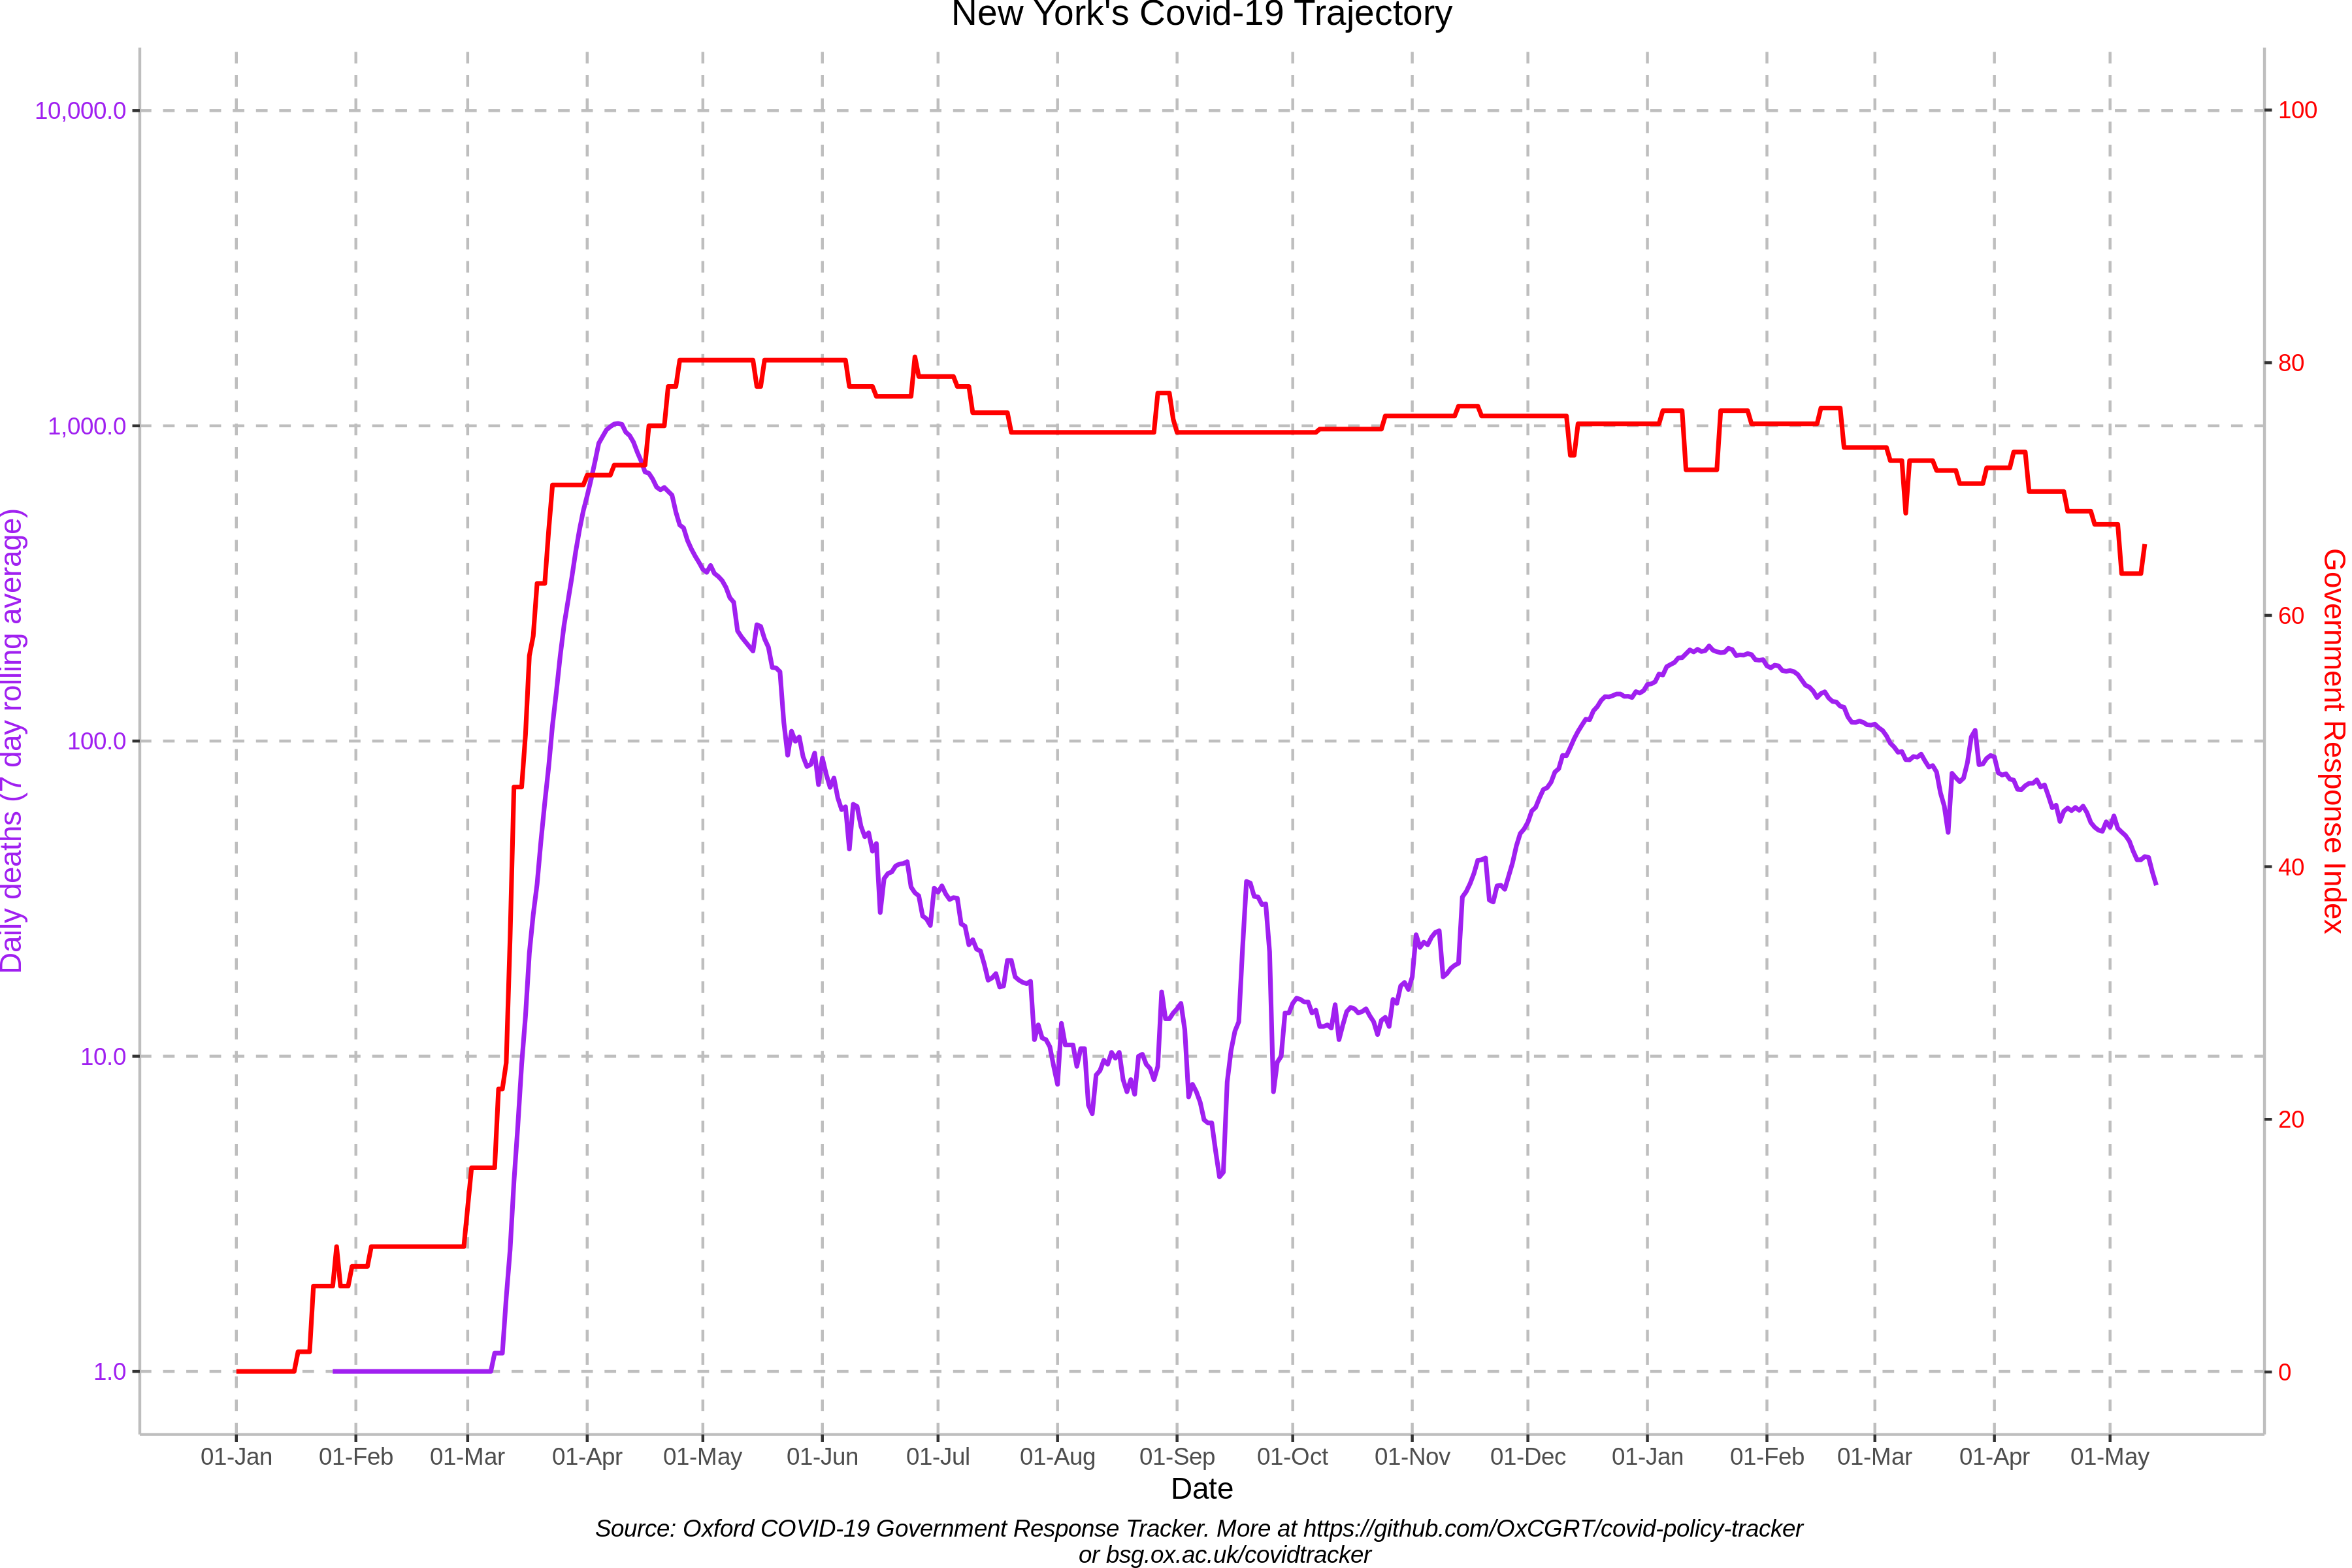 New York's Covid-19 Trajectory
Daily deaths (7 day rolling average)
10,000.0
1,000.0
100.0
10.0
1.0
100
80
60
40
20
0
Government Response Index
01-Jan 01-Feb 01-Mar 01-Apr 01-May 01-Jun 01-Jul 01-Aug 01-Sep 01-Oct 01-Nov 01-Dec 01-Jan 01-Feb 01-Mar 01-Apr 01-May
Date
Source: Oxford COVID-19 Government Response Tracker. More at https://github.com/OxCGRT/covid-policy-tracker
or bsg.ox.ac.uk/covidtracker